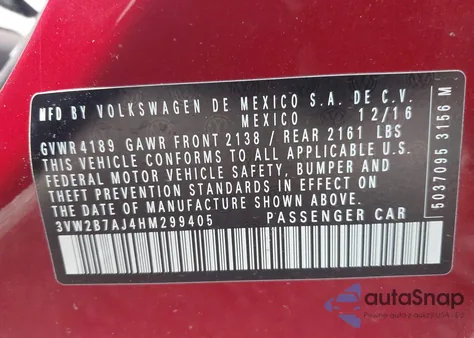 MFD BY VOLKSWAGEN DE MEXICO S.A. DE C.V.
MEXICO 12/16
GVWR 4189 GAWR FRONT 2138 / REAR 2161 LBS
THIS VEHICLE CONFORMS TO ALL APPLICABLE U.S.
FEDERAL MOTOR VEHICLE SAFETY, BUMPER AND
THEFT PREVENTION STANDARDS IN EFFECT ON
THE DATE OF MANUFACTURE SHOWN ABOVE.
3VW2B7AJ4HM299405 PASSENGER CAR
5037095 3156 M
autoSnap